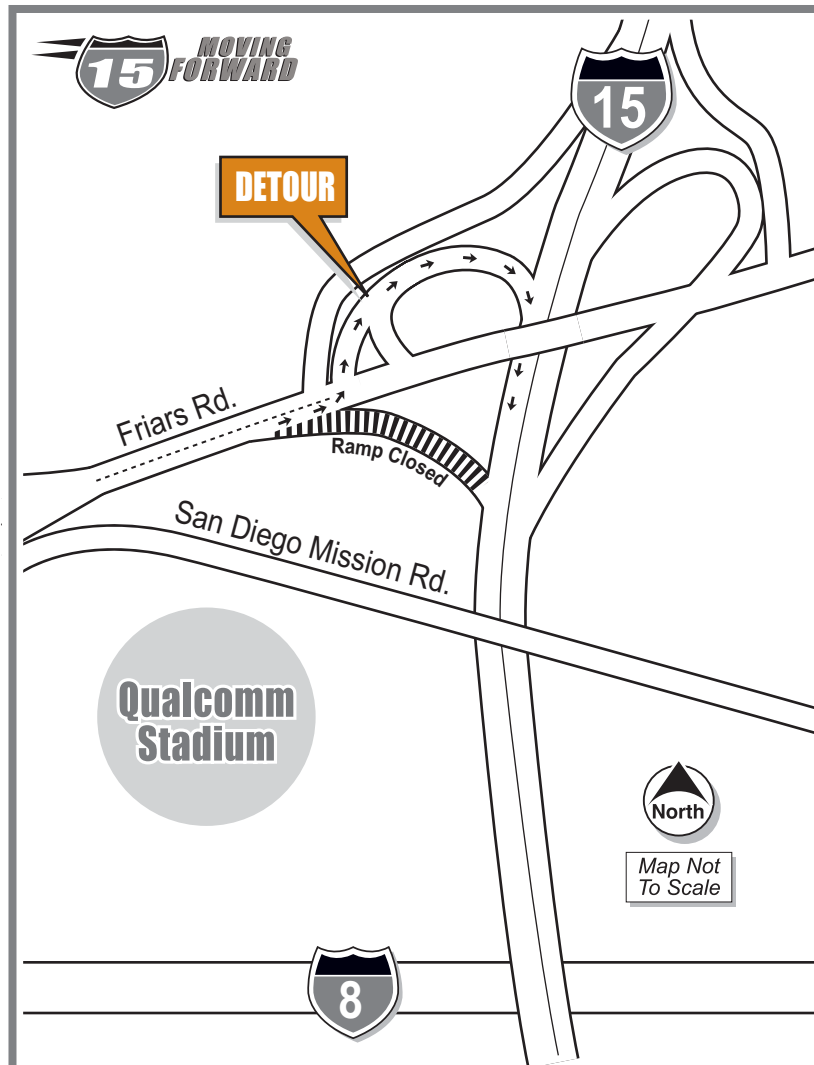 15 MOVING
FORWARD
15
DETOUR
Friars Rd.
Ramp Closed
San Diego Mission Rd.
Qualcomm
Stadium
North
Map Not
To Scale
8